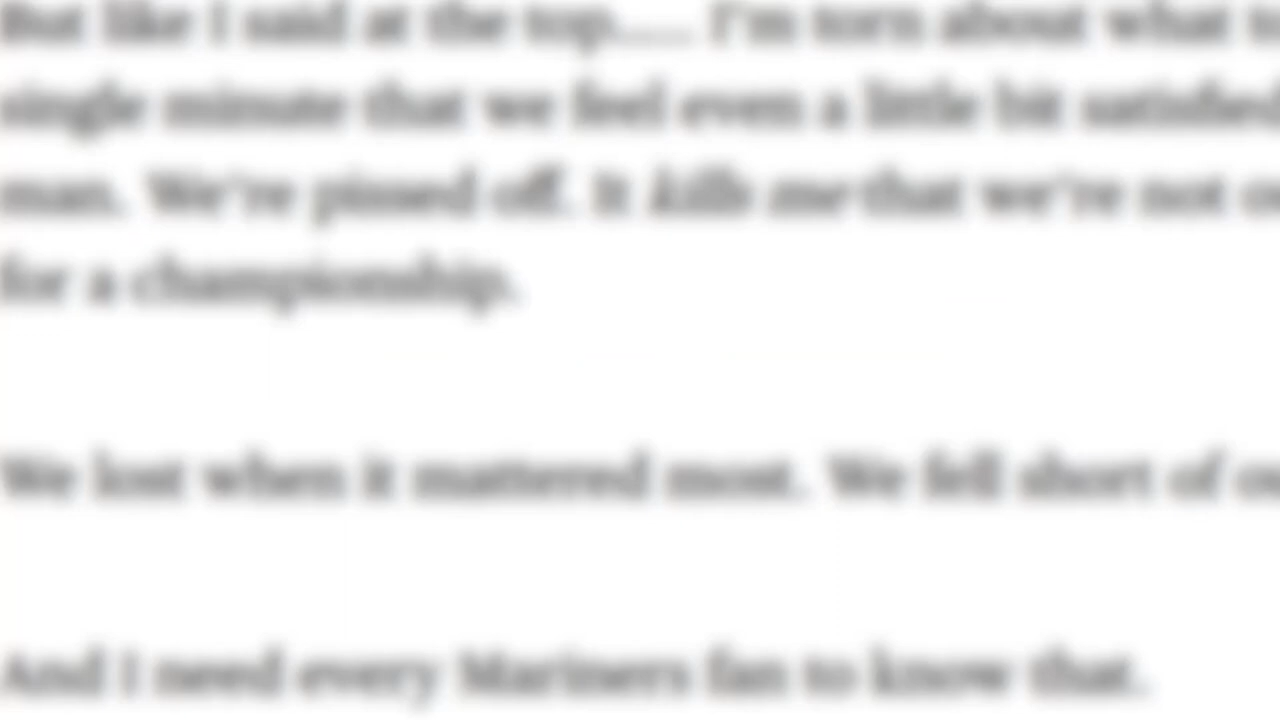 But like I said at the top..... I'm torn about what to
single minute that we feel even a little bit satisfied
man. We're pissed off. It kills me that we're not
for a championship.
We lost when it mattered most. We fell short of
And I need every Mariners fan to know that.